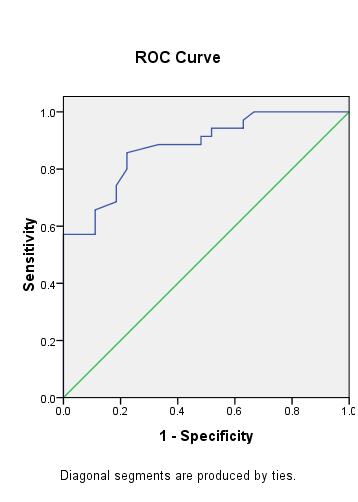 ROC Curve
Sensitivity
1.0
0.8
0.6
0.4
0.2
0.0
0.0 0.2 0.4 0.6 0.8 1.0
1 - Specificity
Diagonal segments are produced by ties.